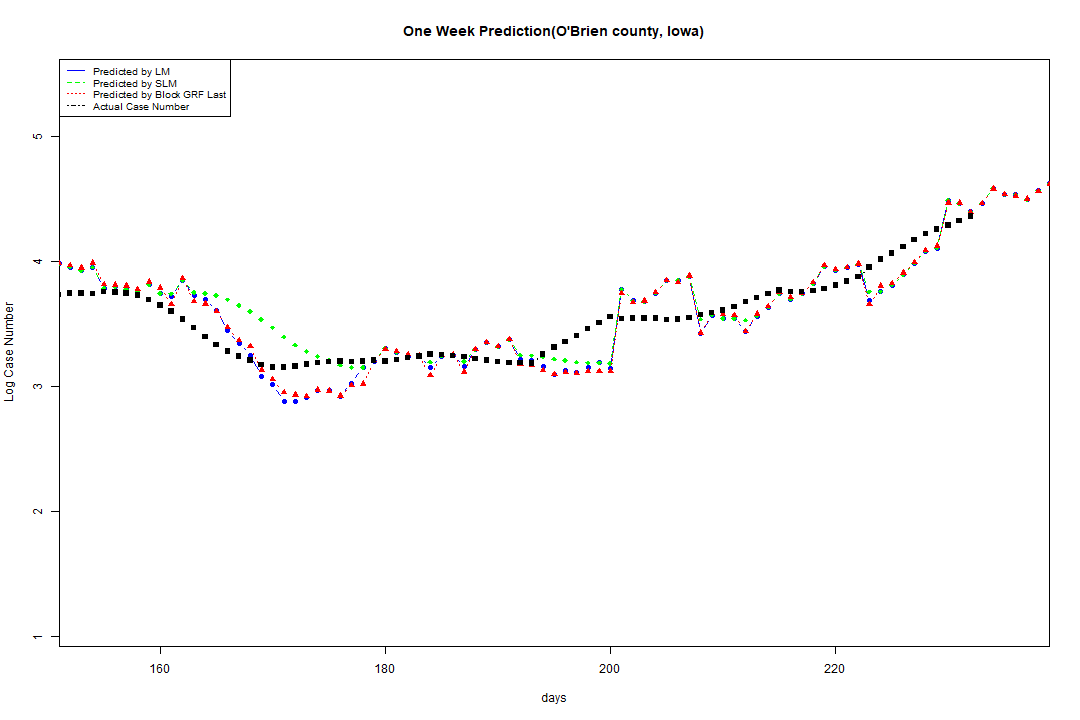 One Week Prediction(O'Brien county, Iowa)
Predicted by LM
Predicted by SLM
Predicted by Block GRF Last
Actual Case Number
5
4
3
2
1
Log Case Number
160
180
200
220
days